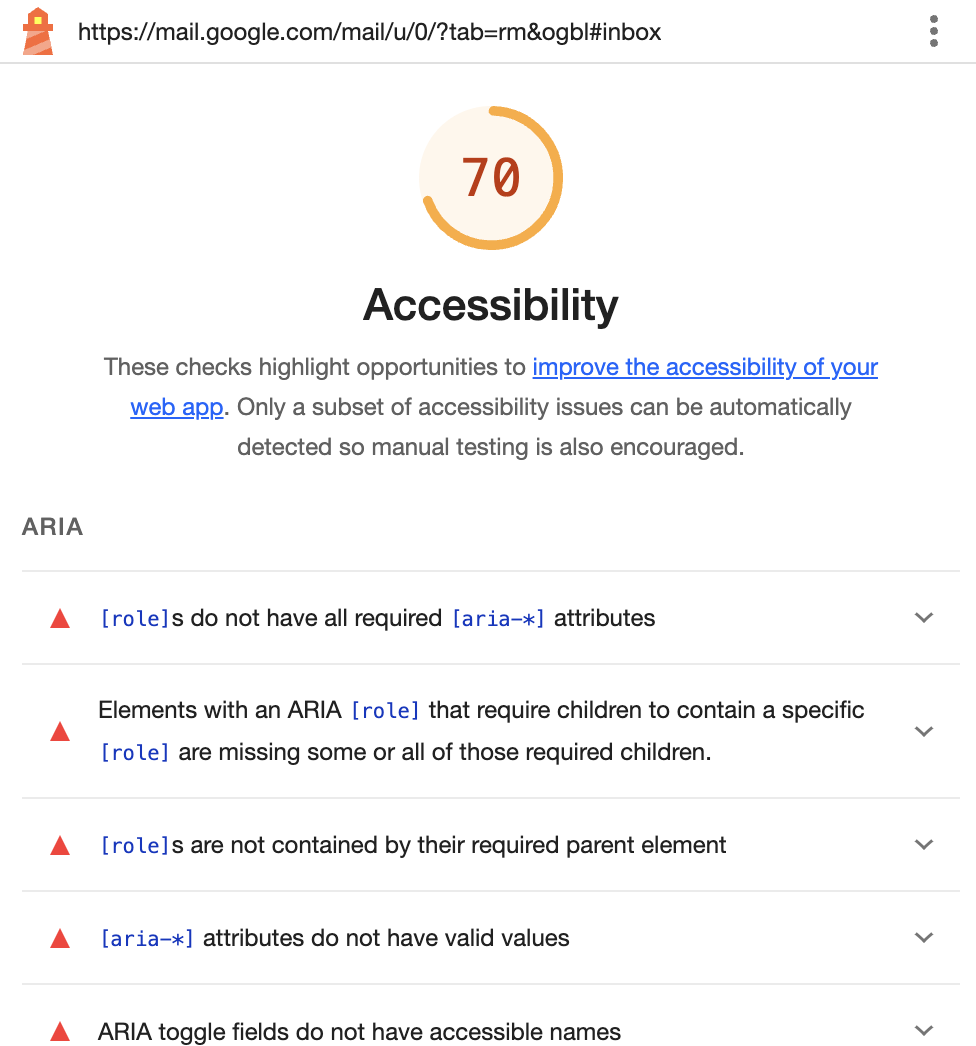 https://mail.google.com/mail/u/0/?tab=rm&ogbl#inbox
70
Accessibility
These checks highlight opportunities to improve the accessibility of your
web app. Only a subset of accessibility issues can be automatically
detected so manual testing is also encouraged.
ARIA
[role]s do not have all required [aria-*] attributes
Elements with an ARIA [role] that require children to contain a specific
[role] are missing some or all of those required children.
[role]s are not contained by their required parent element
[aria-*] attributes do not have valid values
ARIA toggle fields do not have accessible names